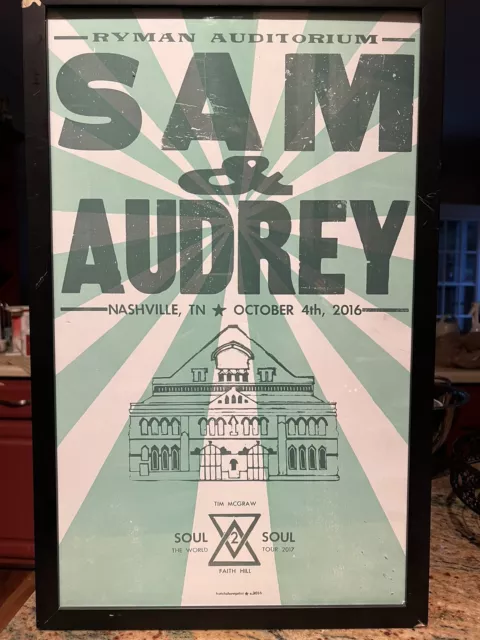 RYMAN AUDITORIUM
SAM
&
AUDREY
NASHVILLE, TN ★ OCTOBER 4th, 2016
TIM MCGRAW
SOUL 2 SOUL
THE WORLD TOUR 2017
FAITH HILL